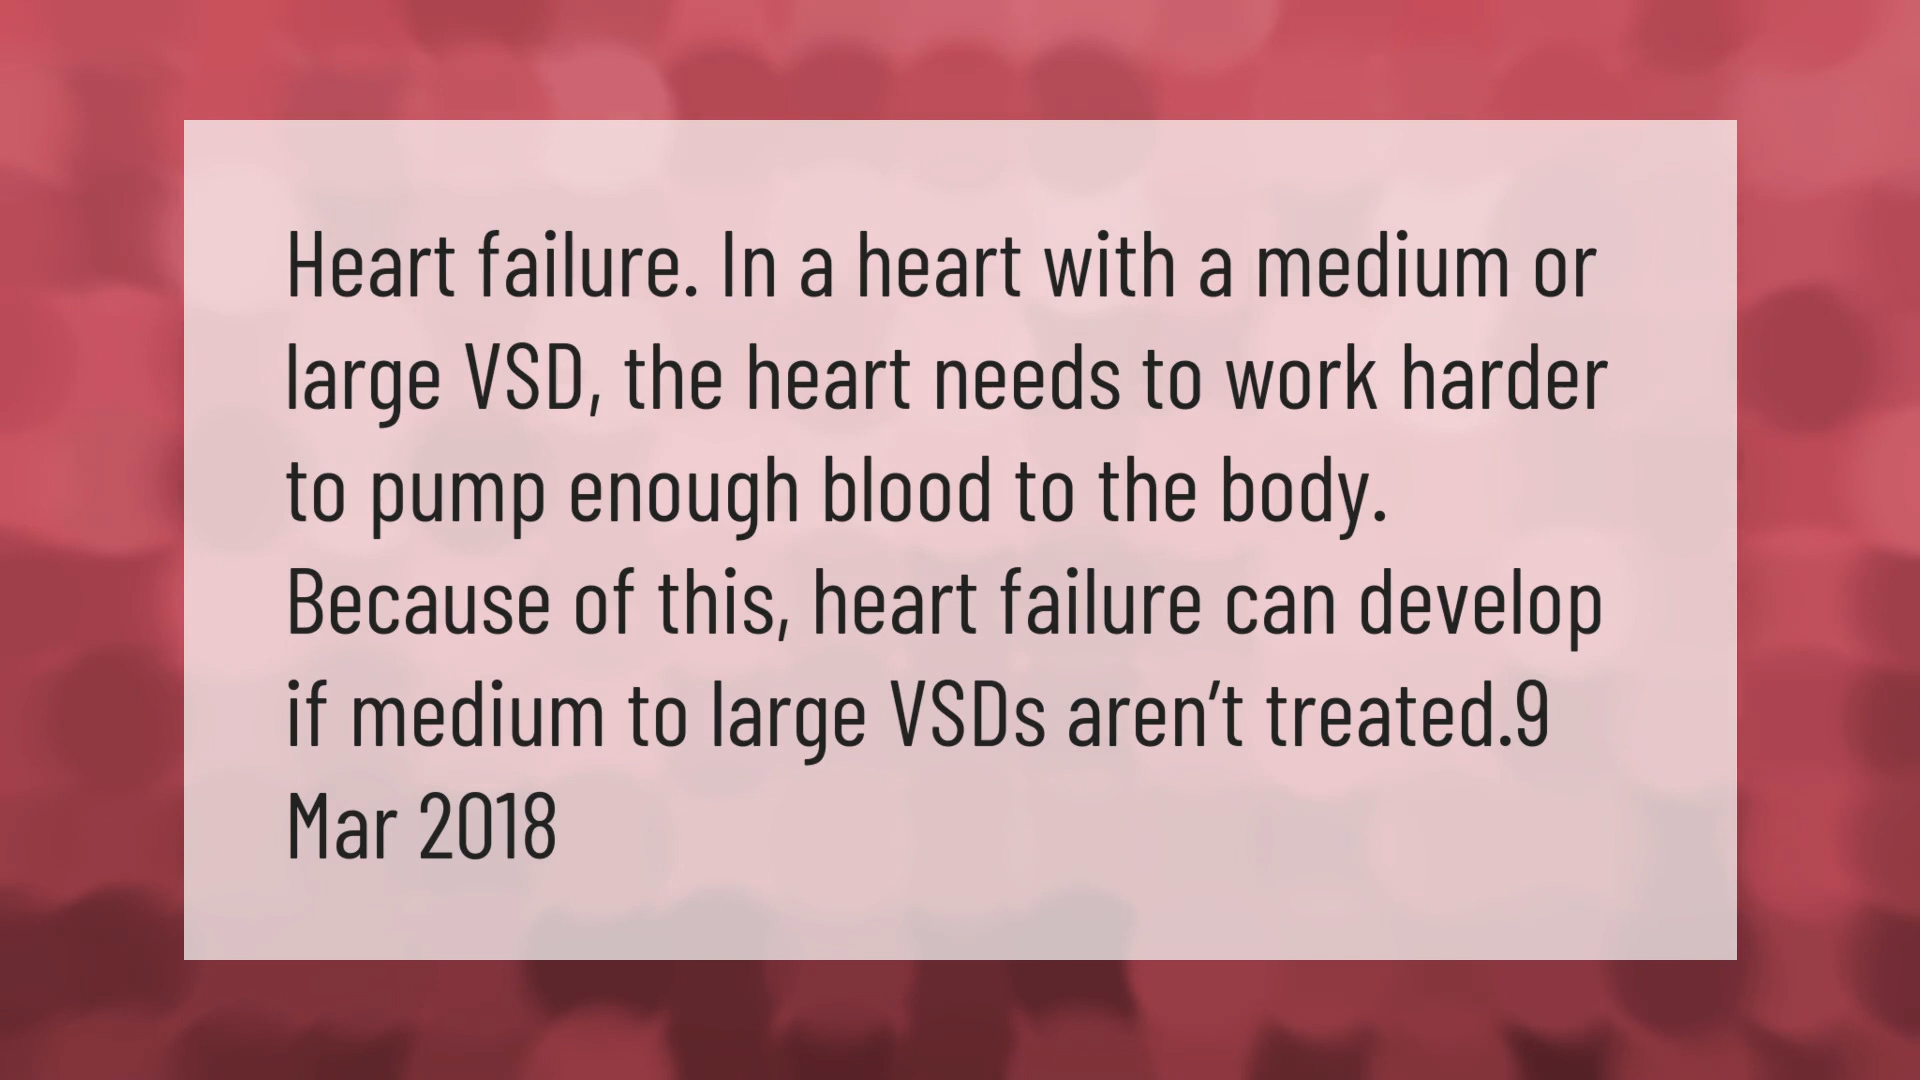 Heart failure. In a heart with a medium or
large VSD, the heart needs to work harder
to pump enough blood to the body.
Because of this, heart failure can develop
if medium to large VSDs aren’t treated.9
Mar 2018